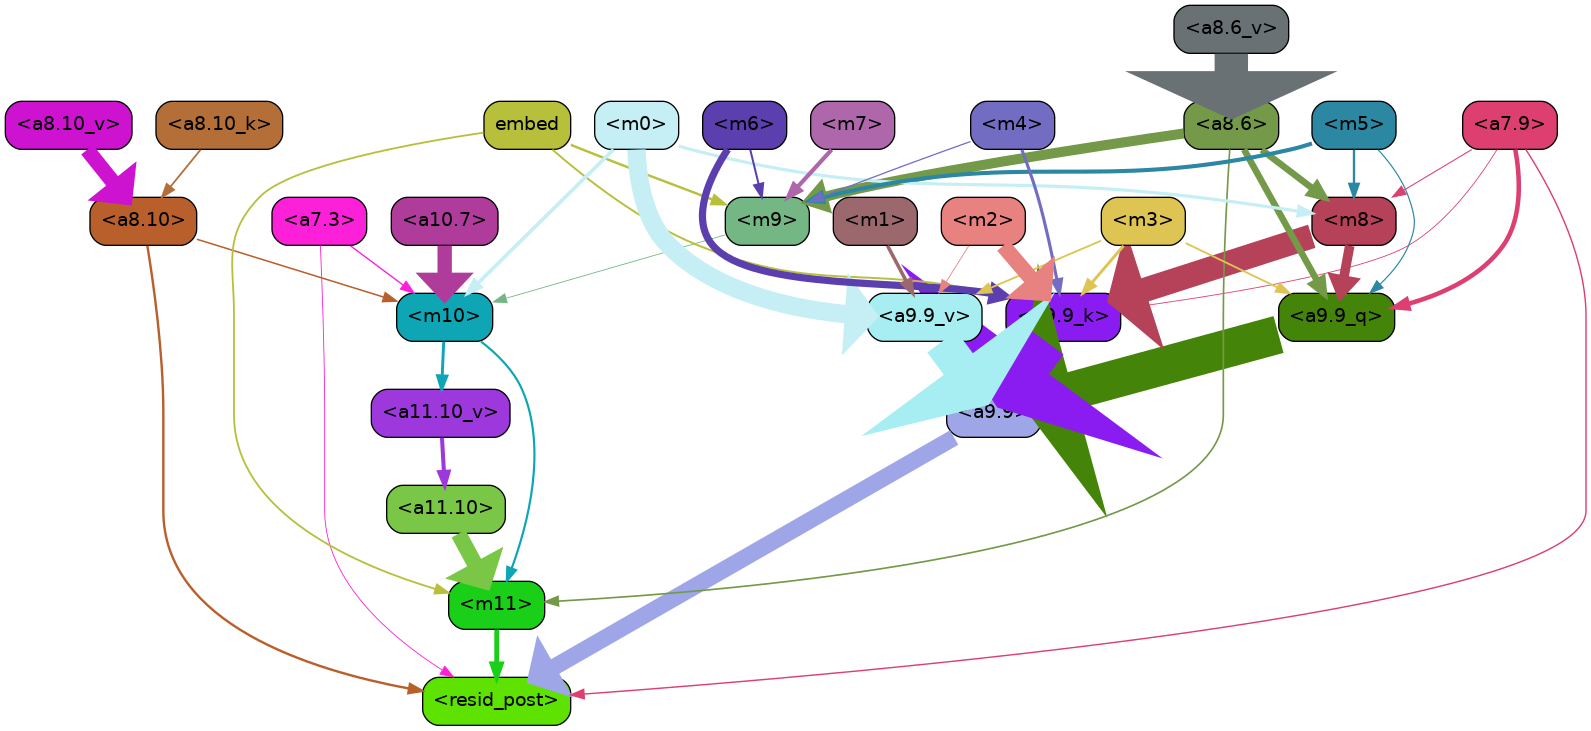 <a8.6_v>
<a8.10_v>
<a8.10_k>
embed
<m0>
<m6>
<m7>
<m4>
<a8.6>
<m5>
<a7.9>
<a8.10>
<a7.3>
<a10.7>
<m9>
<m1>
<m2>
<m3>
<m8>
<m10>
<a9.9_v>
9_k>
<a9.9_q>
<a11.10_v>
<a9.9>
<a11.10>
<m11>
<resid_post>